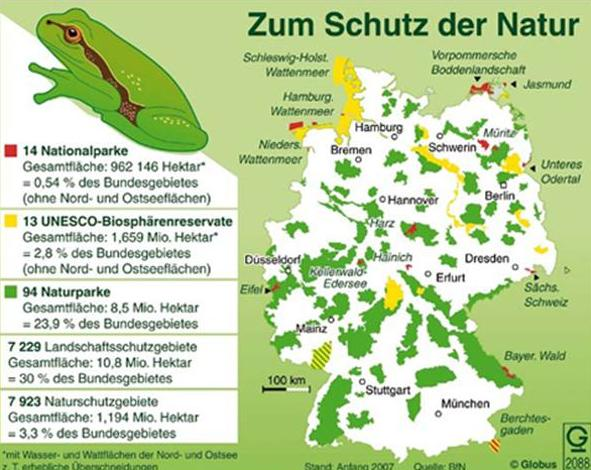 Zum Schutz der Natur
14 Nationalparke
Gesamtfläche: 962 146 Hektar*
= 0,54 % des Bundesgebietes
(ohne Nord- und Ostseeflächen)
13 UNESCO-Biosphärenreservate
Gesamtfläche: 1,659 Mio. Hektar*
= 2,8 % des Bundesgebietes
(ohne Nord- und Ostseeflächen)
94 Naturparke
Gesamtfläche: 8,5 Mio. Hektar
= 23,9 % des Bundesgebietes
7 229 Landschaftsschutzgebiete
Gesamtfläche: 10,8 Mio. Hektar
= 30 % des Bundesgebietes
7 923 Naturschutzgebiete
Gesamtfläche: 1,194 Mio. Hektar
= 3,3 % des Bundesgebietes
*mit Wasser- und Wattflächen der Nord- und Ostsee
z. T. erhebliche Überschneidungen
Schleswig-Holst.
Wattenmeer
Hamburg.
Wattenmeer
Nieders.
Wattenmeer
Vorpommersche
Boddenlandschaft
Jasmund
Hamburg
Bremen
Schwerin
Müritz
Unteres
Odertal
Berlin
Hannover
Harz
Düsseldorf
Kellerwald-
Edersee
Hainich
Dresden
Erfurt
Eifel
Sächs.
Schweiz
Mainz
Bayer. Wald
100 km
Stuttgart
München
Berchtes-
gaden
Stand: Anfang 2007
Quelle: BfN
© Globus
G
2088